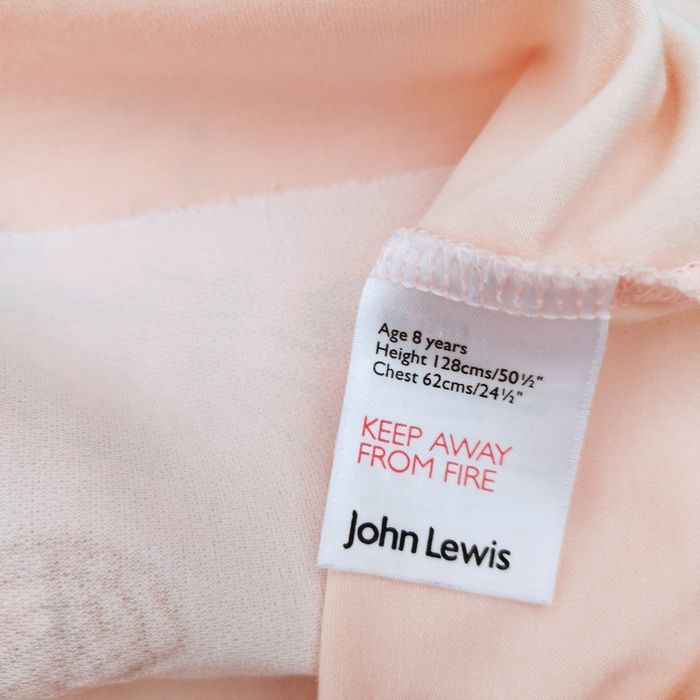 Age 8 years
Height 128cms/50½"
Chest 62cms/24½"
KEEP AWAY
FROM FIRE
John Lewis